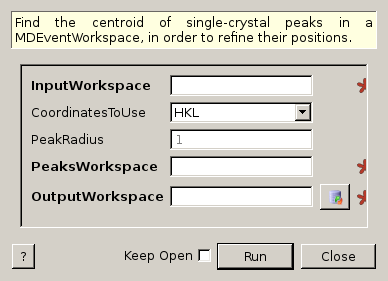 Find the centroid of single-crystal peaks in a
MDEventWorkspace, in order to refine their positions.
InputWorkspace
CoordinatesToUse HKL
PeakRadius 1
PeaksWorkspace
OutputWorkspace
? Keep Open Run Close